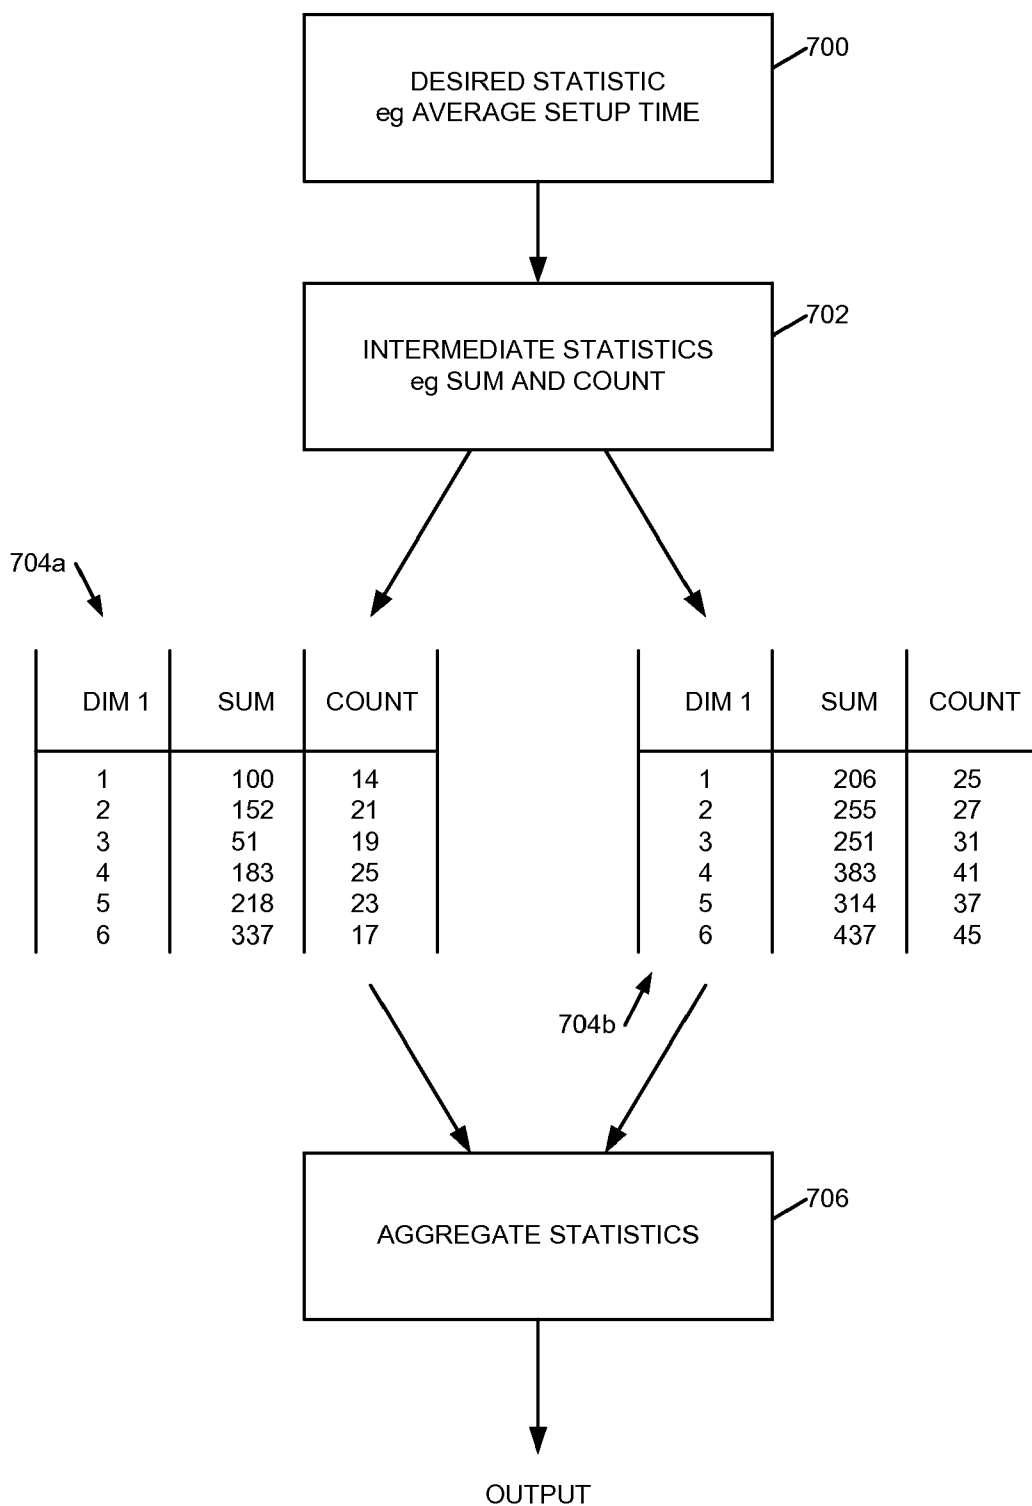 700
DESIRED STATISTIC
eg AVERAGE SETUP TIME
702
INTERMEDIATE STATISTICS
eg SUM AND COUNT
704a
DIM 1 SUM COUNT
1 100 14
2 152 21
3 51 19
4 183 25
5 218 23
6 337 17
DIM 1 SUM COUNT
1 206 25
2 255 27
3 251 31
4 383 41
5 314 37
6 437 45
704b
706
AGGREGATE STATISTICS
OUTPUT